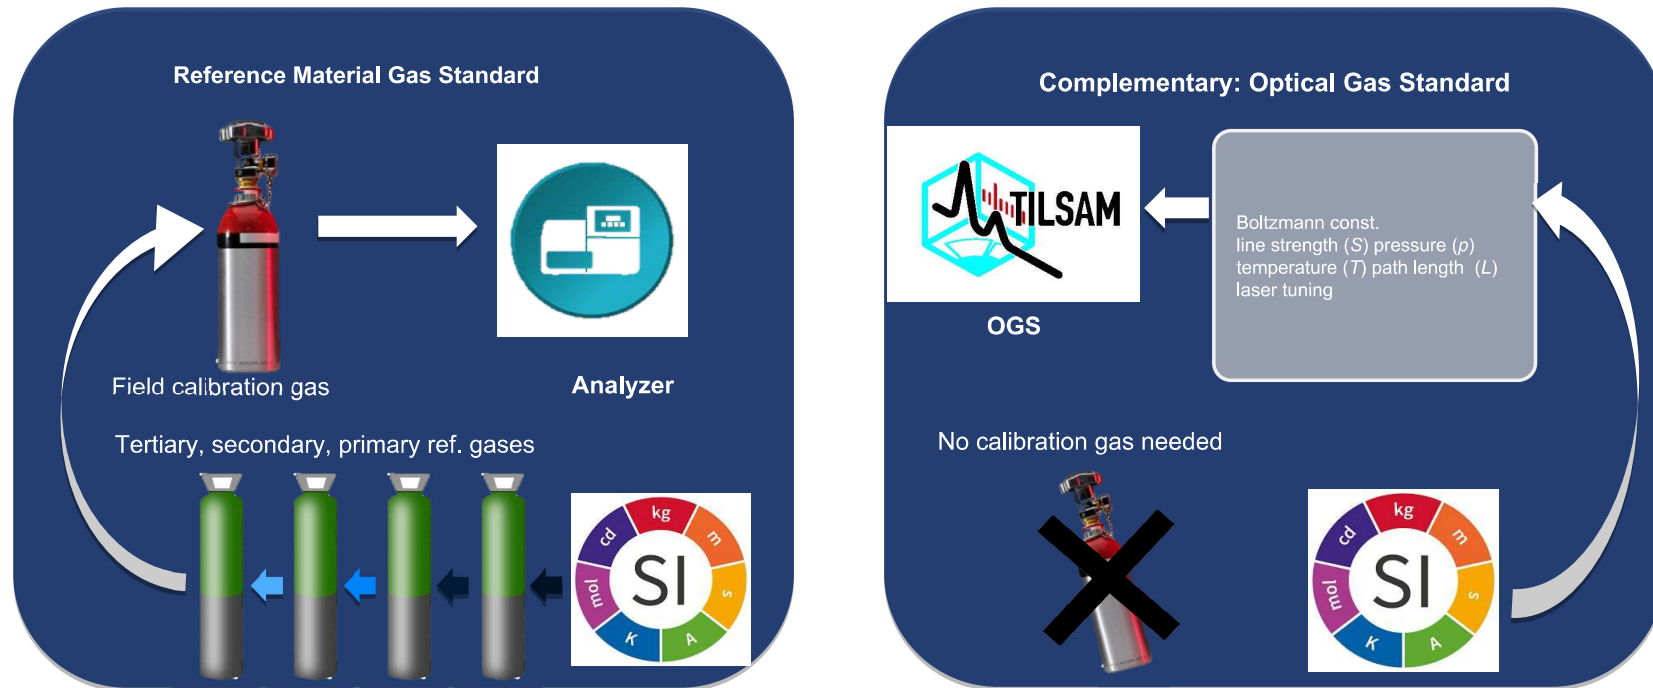 Reference Material Gas Standard
Field calibration gas
Analyzer
Tertiary, secondary, primary ref. gases
kg
m
s
A
K
mol
cd
SI
Complementary: Optical Gas Standard
TILSAM
OGS
Boltzmann const.
line strength (S) pressure (p)
temperature (T) path length (L)
laser tuning
No calibration gas needed
kg
m
s
A
K
mol
cd
SI